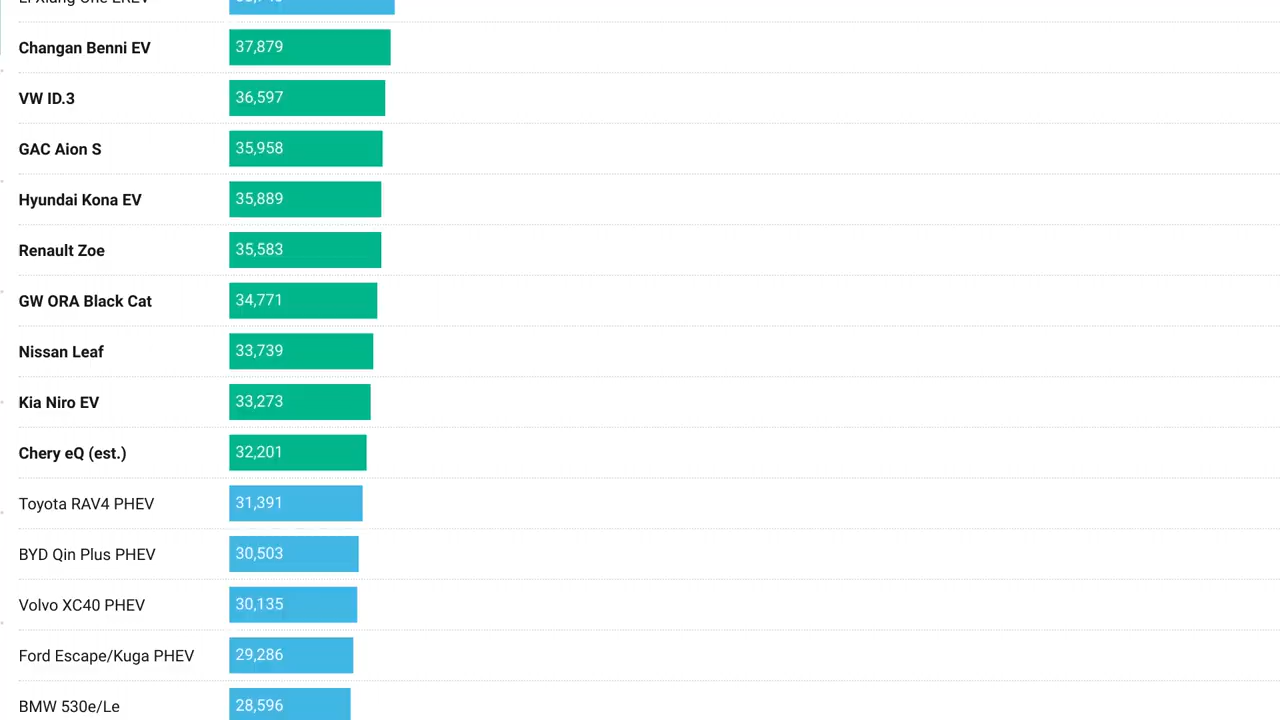 Changan Benni EV 37,879
VW ID.3 36,597
GAC Aion S 35,958
Hyundai Kona EV 35,889
Renault Zoe 35,583
GW ORA Black Cat 34,771
Nissan Leaf 33,739
Kia Niro EV 33,273
Chery eQ (est.) 32,201
Toyota RAV4 PHEV 31,391
BYD Qin Plus PHEV 30,503
Volvo XC40 PHEV 30,135
Ford Escape/Kuga PHEV 29,286
BMW 530e/Le 28,596